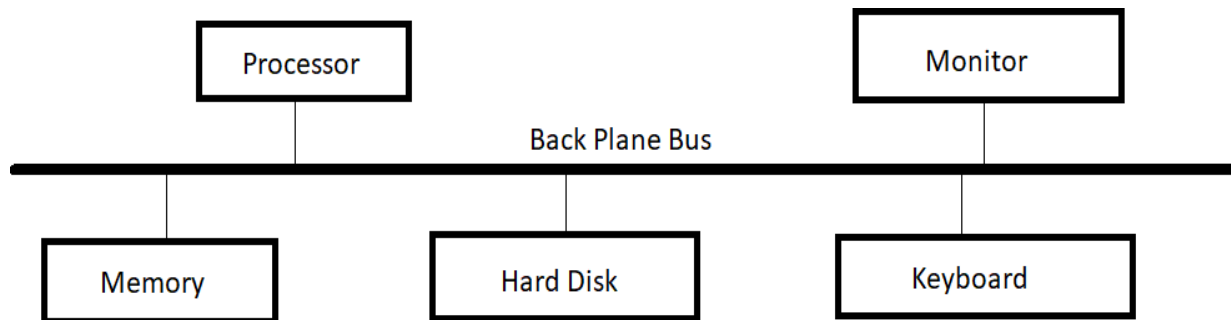 Processor
Monitor
Back Plane Bus
Memory
Hard Disk
Keyboard